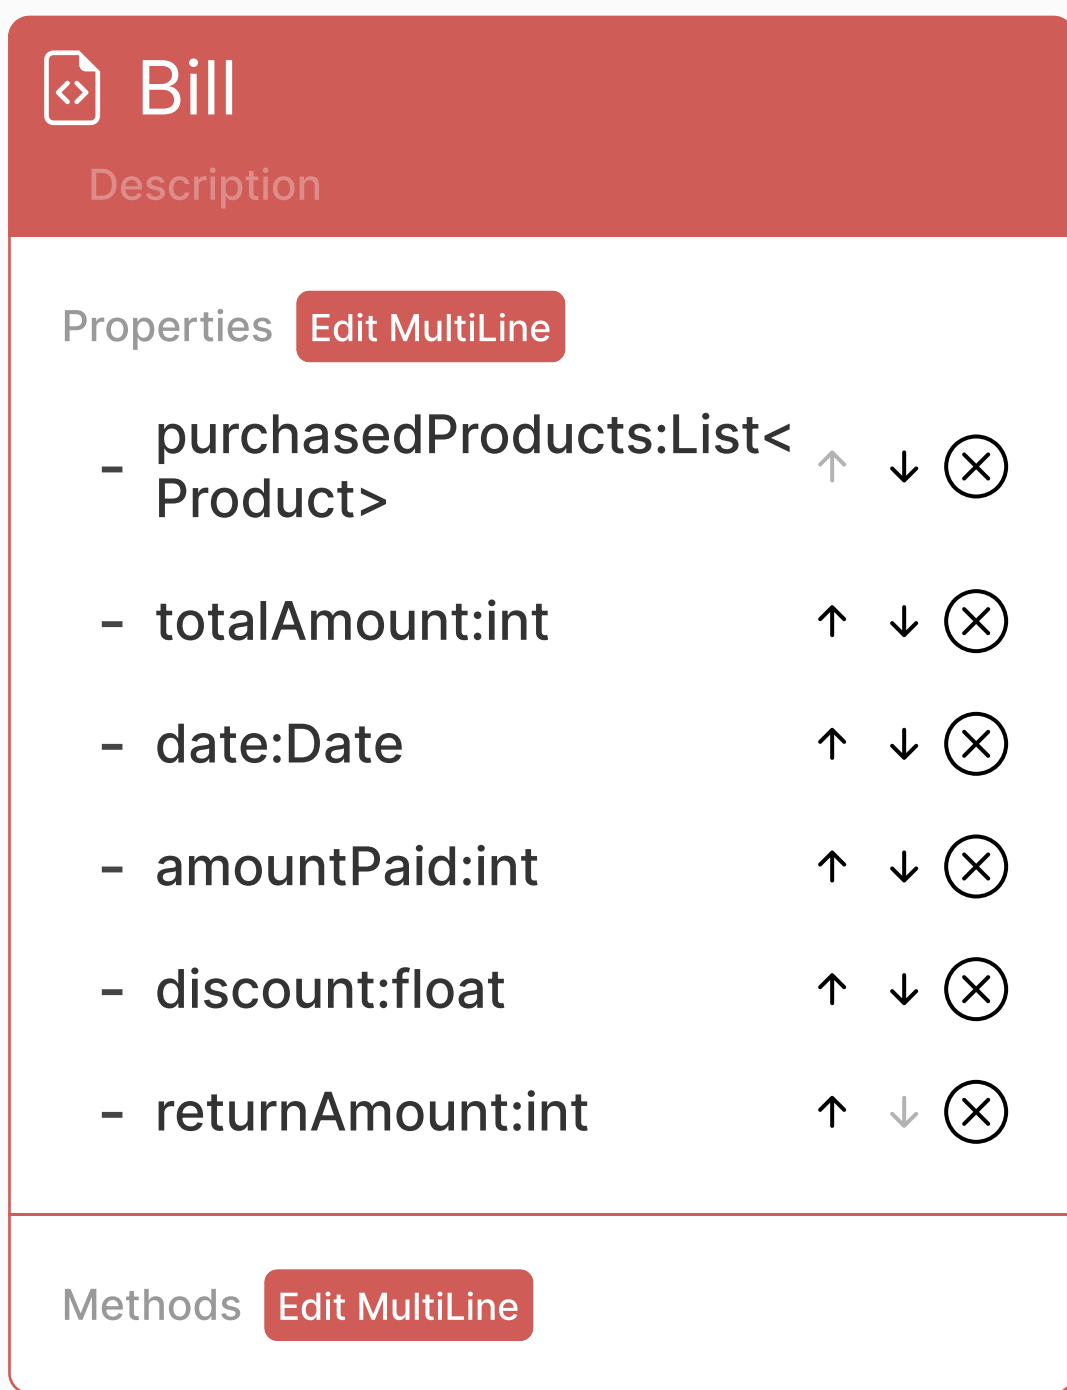 Bill
Description
Properties Edit MultiLine
- purchasedProducts:List<
Product>
- totalAmount:int
- date:Date
- amountPaid:int
- discount:float
- returnAmount:int
Methods Edit MultiLine